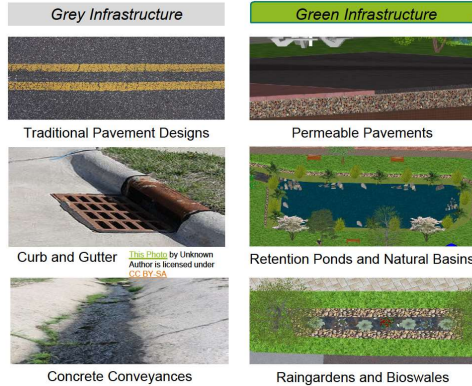 Grey Infrastructure
Green Infrastructure
Traditional Pavement Designs
Permeable Pavements
Curb and Gutter
This Photo by Unknown
Author is licensed under
CC BY-SA
Retention Ponds and Natural Basins
Concrete Conveyances
Raingardens and Bioswales